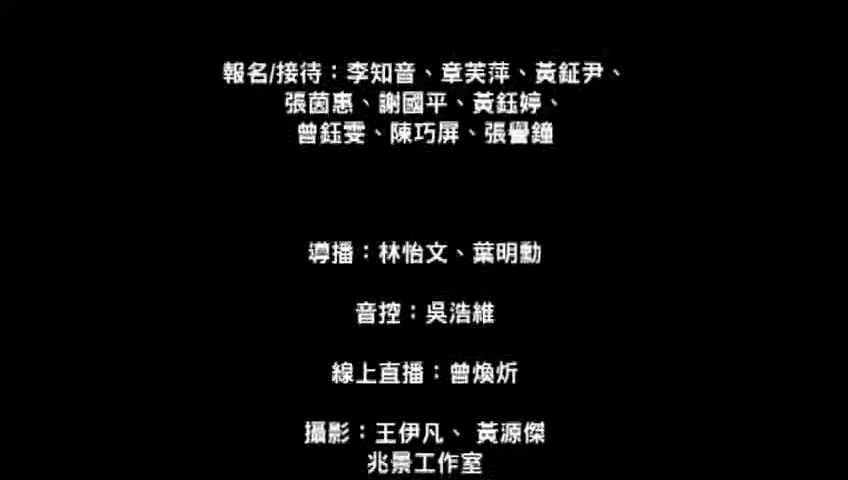 報名/接待：李知音、章芙萍、黃鉦尹、
張茵惠、謝國平、黃鈺婷、
曾鈺雯、陳巧屏、張譽鐘
導播：林怡文、葉明勳
音控：吳浩維
線上直播：曾煥炘
攝影：王伊凡、 黃源傑
兆景工作室